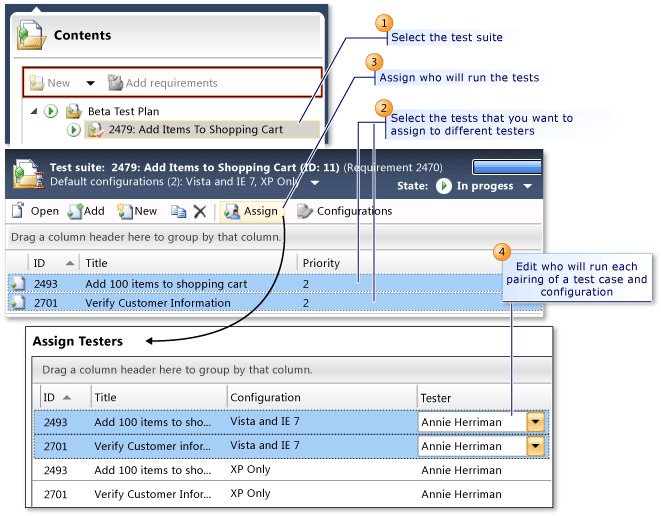 Contents
New Add requirements
Beta Test Plan
2479: Add Items To Shopping Cart
1
Select the test suite
3
Assign who will run the tests
2
Select the tests that you want to
assign to different testers
Test suite: 2479: Add Items to Shopping Cart (ID: 11) (Requirement 2470)
Default configurations (2): Vista and IE 7, XP Only
State: In progess
Open Add New Assign Configurations
Drag a column header here to group by that column.
ID Title Priority
2493 Add 100 items to shopping cart 2
2701 Verify Customer Information 2
4
Edit who will run each
pairing of a test case and
configuration
Assign Testers
Drag a column header here to group by that column.
ID Title Configuration Tester
2493 Add 100 items to sho... Vista and IE 7 Annie Herriman
2701 Verify Customer infor... Vista and IE 7 Annie Herriman
2493 Add 100 items to sho... XP Only Annie Herriman
2701 Verify Customer Infor... XP Only Annie Herriman